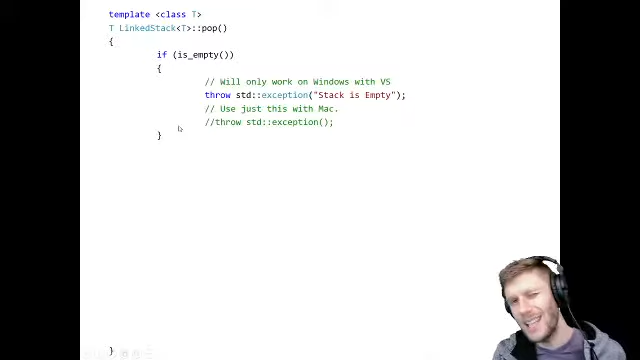 template <class T>
T LinkedStack<T>::pop()
{
if (is_empty())
{
// Will only work on Windows with VS
throw std::exception("Stack is Empty");
// Use just this with Mac.
//throw std::exception();
}
}